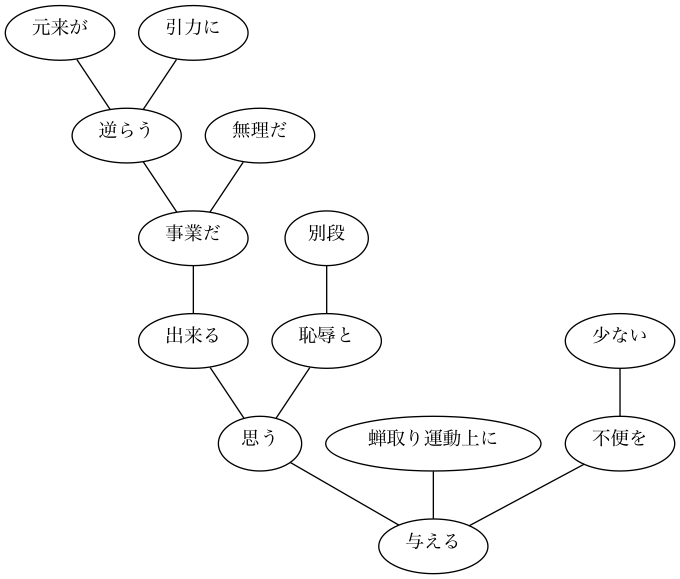 元来が
引力に
逆らう
無理だ
事業だ
別段
出来る
恥辱と
少ない
思う
蝉取り運動上に
不便を
与える